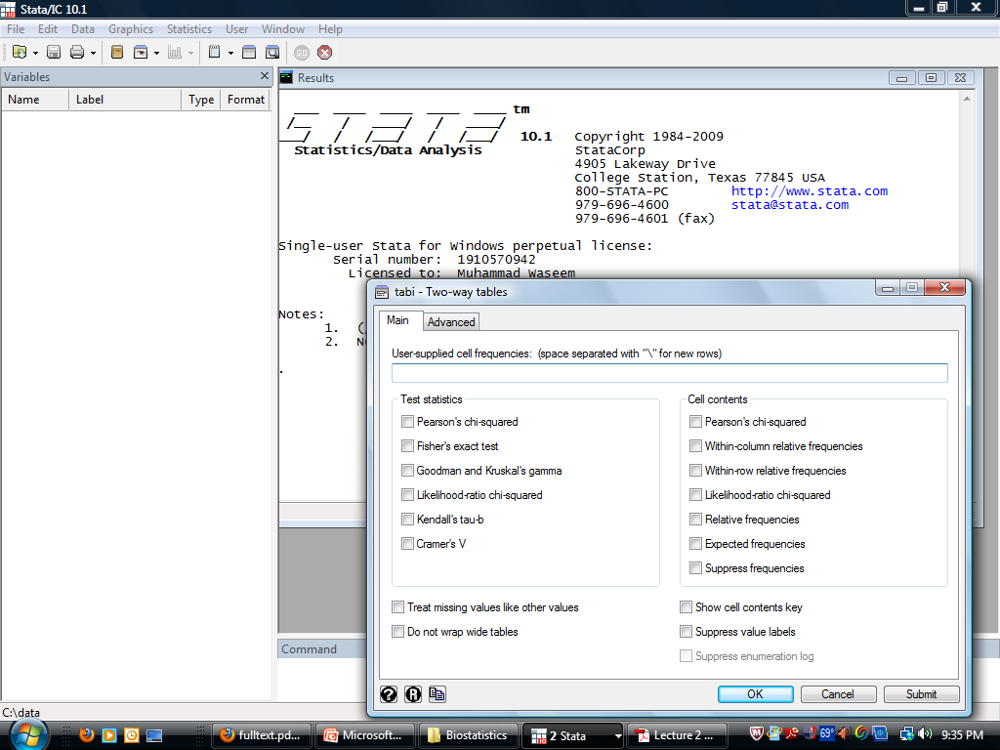 Stata/IC 10.1
File Edit Data Graphics Statistics User Window Help
Variables
Name Label Type Format
Results
tm
10.1 Copyright 1984-2009
Statistics/Data Analysis StataCorp
4905 Lakeway Drive
College Station, Texas 77845 USA
800-STATA-PC http://www.stata.com
979-696-4600 stata@stata.com
979-696-4601 (fax)
Single-user Stata for Windows perpetual license:
Serial number: 1910570942
Licensed to: Muhammad Waseem
Notes:
1.
2.
.
tabi - Two-way tables
Main Advanced
User-supplied cell frequencies: (space separated with "\" for new rows)
Test statistics
Pearson's chi-squared
Fisher's exact test
Goodman and Kruskal's gamma
Likelihood-ratio chi-squared
Kendall's tau-b
Cramer's V
Cell contents
Pearson's chi-squared
Within-column relative frequencies
Within-row relative frequencies
Likelihood-ratio chi-squared
Relative frequencies
Expected frequencies
Suppress frequencies
Treat missing values like other values
Do not wrap wide tables
Show cell contents key
Suppress value labels
Suppress enumeration log
OK Cancel Submit
Command
C:\data
fulltext.pd... Microsoft... Biostatistics 2 Stata Lecture 2 ... 69° 9:35 PM